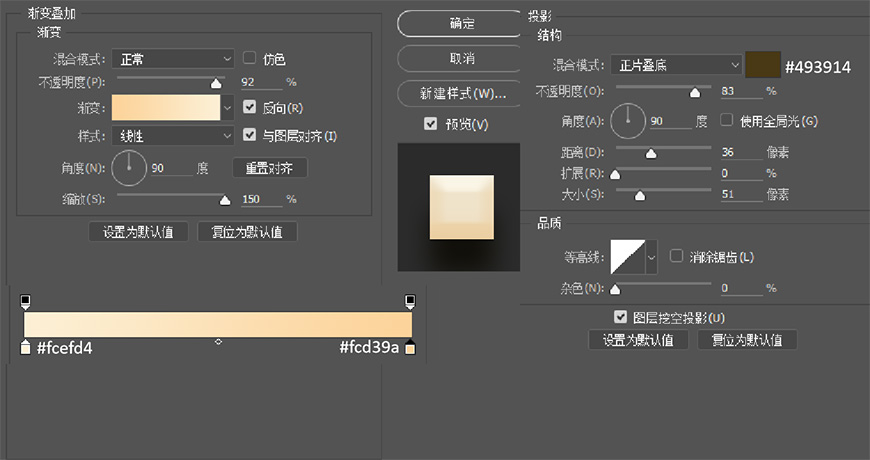 渐变叠加
渐变
混合模式: 正常 仿色
不透明度(P): 92 %
渐变: 反向(R)
样式: 线性 与图层对齐(I)
角度(N): 90 度 重置对齐
缩放(S): 150 %
设置为默认值 复位为默认值
#fcefd4 #fcd39a
确定
取消
新建样式(W)...
预览(V)
投影
结构
混合模式: 正片叠底 #493914
不透明度(O): 83 %
角度(A): 90 度 使用全局光(G)
距离(D): 36 像素
扩展(R): 0 %
大小(S): 51 像素
品质
等高线: 消除锯齿(L)
杂色(N): 0 %
图层挖空投影(U)
设置为默认值 复位为默认值